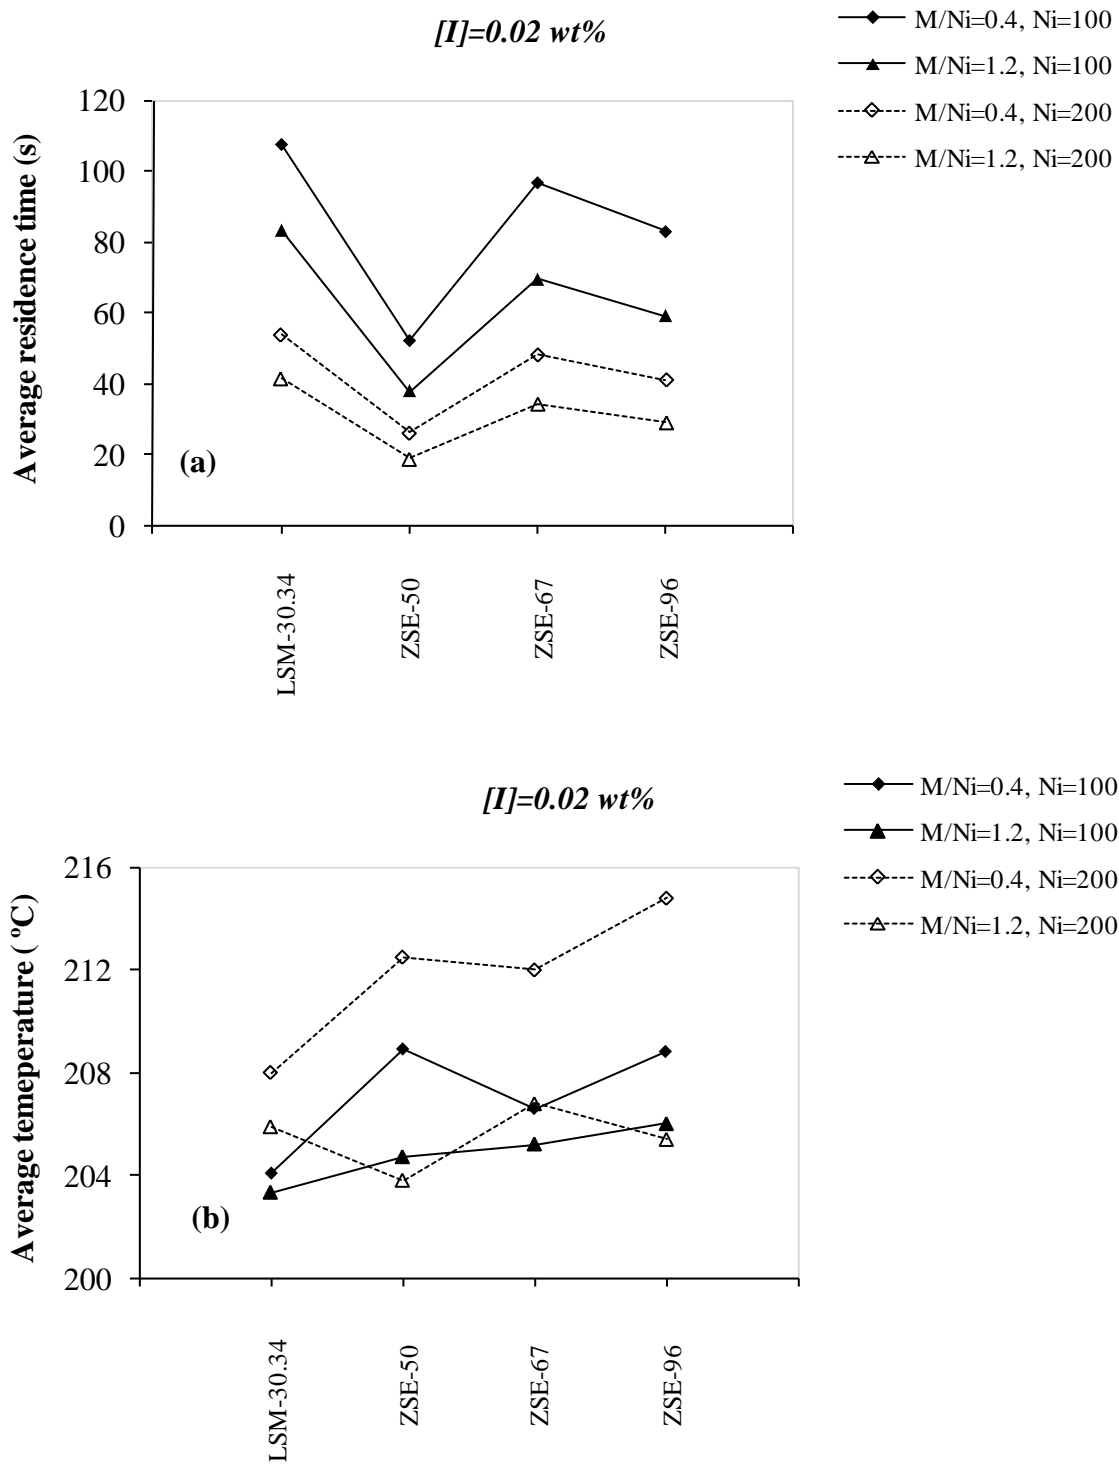 [I]=0.02 wt%
M/Ni=0.4, Ni=100
M/Ni=1.2, Ni=100
M/Ni=0.4, Ni=200
M/Ni=1.2, Ni=200
Average residence time (s)
120
100
80
60
40
20
0
(a)
LSM-30.34
ZSE-50
ZSE-67
ZSE-96
[I]=0.02 wt%
M/Ni=0.4, Ni=100
M/Ni=1.2, Ni=100
M/Ni=0.4, Ni=200
M/Ni=1.2, Ni=200
Average temeperature ( ºC)
216
212
208
204
200
(b)
LSM-30.34
ZSE-50
ZSE-67
ZSE-96